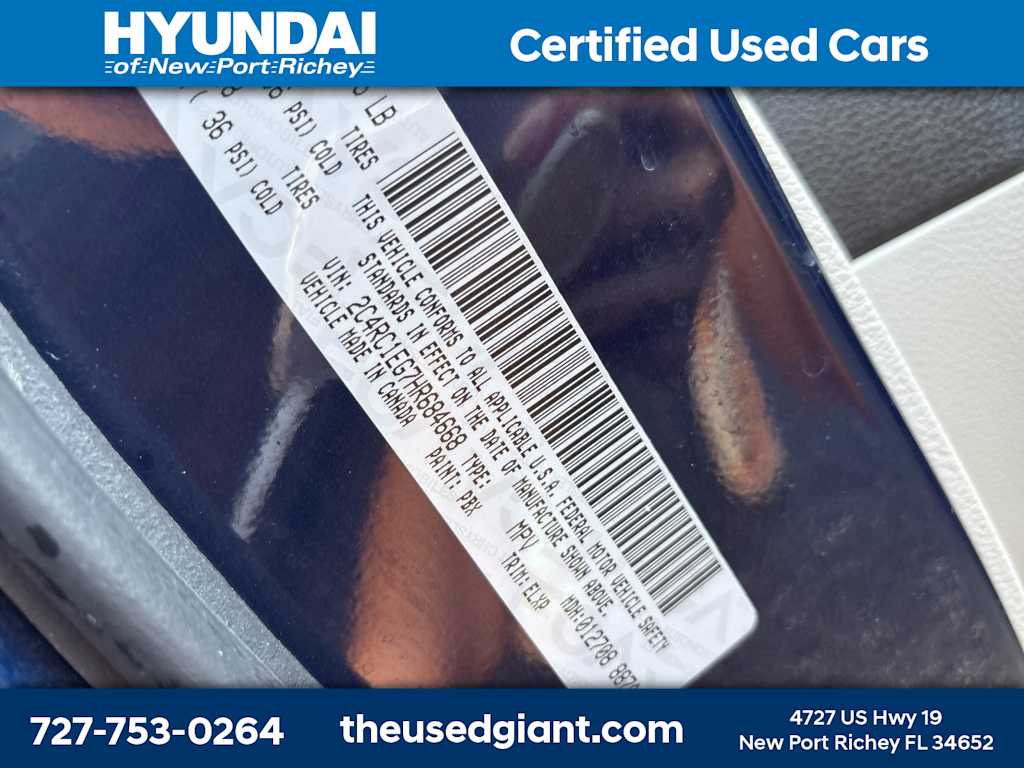 HYUNDAI
of New Port Richey
Certified Used Cars
LB
PSI) COLD TIRES
( 36 PSI) COLD TIRES
THIS VEHICLE CONFORMS TO ALL APPLICABLE U.S.A. FEDERAL MOTOR VEHICLE SAFETY
STANDARDS IN EFFECT ON THE DATE OF MANUFACTURE SHOWN ABOVE.
VIN: 2C4RC1EG7HR684668 TYPE: MPV MDH:012708
VEHICLE MADE IN CANADA PAINT: PBX TRIM: ELXP
727-753-0264
theusedgiant.com
4727 US Hwy 19
New Port Richey FL 34652